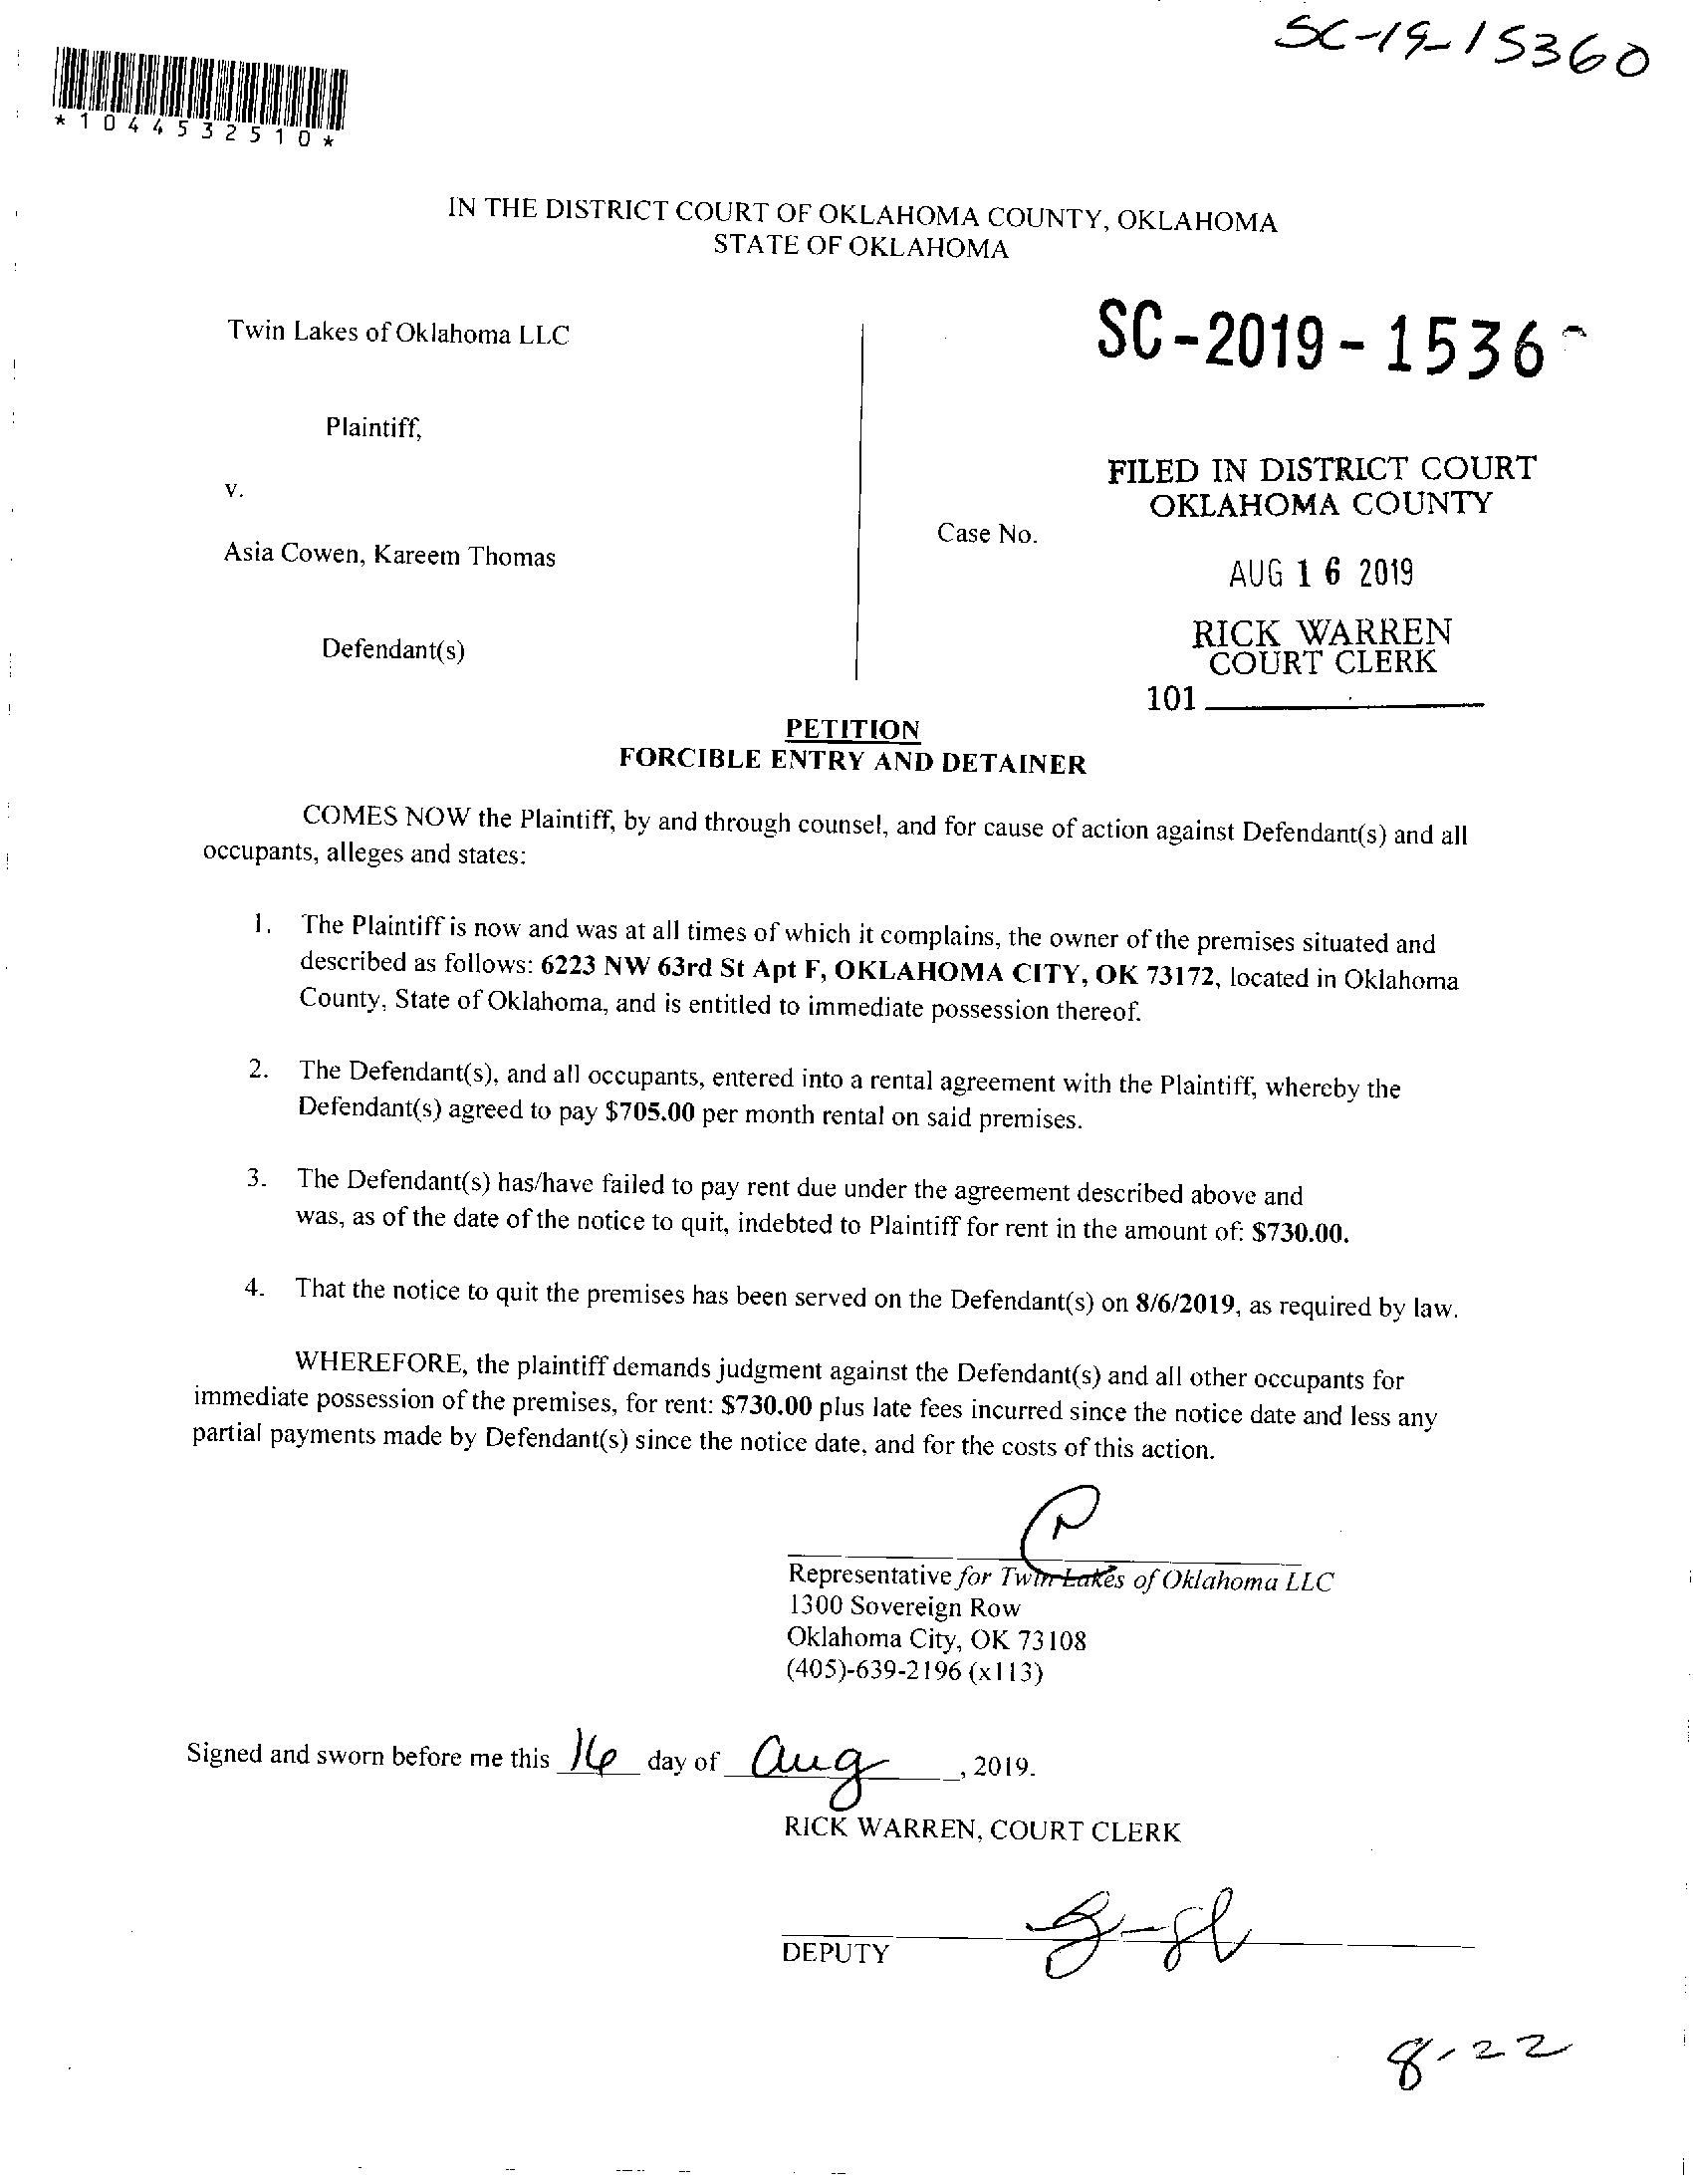 SC-19-15360
*1044532510*
IN THE DISTRICT COURT OF OKLAHOMA COUNTY, OKLAHOMA
STATE OF OKLAHOMA
Twin Lakes of Oklahoma LLC
Plaintiff,
v.
Asia Cowen, Kareem Thomas
Defendant(s)
SC-2019-1536
FILED IN DISTRICT COURT
OKLAHOMA COUNTY
Case No.
AUG 16 2019
RICK WARREN
COURT CLERK
101
PETITION
FORCIBLE ENTRY AND DETAINER
COMES NOW the Plaintiff, by and through counsel, and for cause of action against Defendant(s) and all
occupants, alleges and states:
1. The Plaintiff is now and was at all times of which it complains, the owner of the premises situated and
described as follows: 6223 NW 63rd St Apt F, OKLAHOMA CITY, OK 73172, located in Oklahoma
County, State of Oklahoma, and is entitled to immediate possession thereof.
2. The Defendant(s), and all occupants, entered into a rental agreement with the Plaintiff, whereby the
Defendant(s) agreed to pay $705.00 per month rental on said premises.
3. The Defendant(s) has/have failed to pay rent due under the agreement described above and
was, as of the date of the notice to quit, indebted to Plaintiff for rent in the amount of: $730.00.
4. That the notice to quit the premises has been served on the Defendant(s) on 8/6/2019, as required by law.
WHEREFORE, the plaintiff demands judgment against the Defendant(s) and all other occupants for
immediate possession of the premises, for rent: $730.00 plus late fees incurred since the notice date and less any
partial payments made by Defendant(s) since the notice date, and for the costs of this action.
Representative for Twin Lakes of Oklahoma LLC
1300 Sovereign Row
Oklahoma City, OK 73108
(405)-639-2196 (x113)
Signed and sworn before me this 16 day of Aug, 2019.
RICK WARREN, COURT CLERK
DEPUTY
8-22